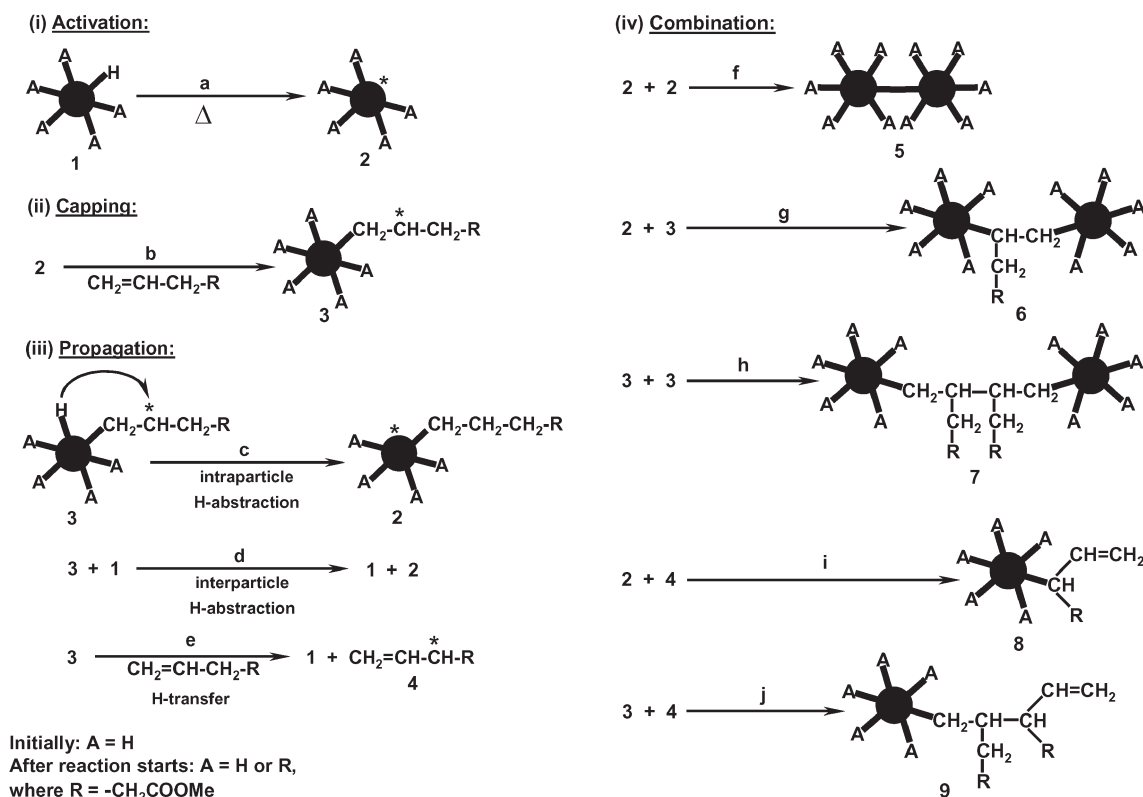 (i) Activation:
A
H
A
A
A
A
1
a
Δ
A
*
A
A
A
A
2
(ii) Capping:
2
b
CH₂=CH-CH₂-R
A
*
CH₂-CH-CH₂-R
A
A
A
A
3
(iii) Propagation:
H
*
CH₂-CH-CH₂-R
A
A
A
A
3
c
intraparticle
H-abstraction
CH₂-CH₂-CH₂-R
*
A
A
A
A
2
3 + 1
d
interparticle
H-abstraction
1 + 2
3
e
CH₂=CH-CH₂-R
H-transfer
*
1 + CH₂=CH-CH-R
4
Initially: A = H
After reaction starts: A = H or R,
where R = -CH₂COOMe
(iv) Combination:
2 + 2
f
A A A A
A A
A A A A
5
2 + 3
g
A
A
A
A
A
CH-CH₂
CH₂
R
A
A
A
A
A
6
3 + 3
h
A
A
A
A
A
CH₂-CH-CH-CH₂
CH₂ CH₂
R R
A
A
A
A
A
7
2 + 4
i
A
A
A
A
A
CH=CH₂
CH
R
8
3 + 4
j
A
A
A
A
A
CH=CH₂
CH₂-CH-CH
CH₂ R
R
9